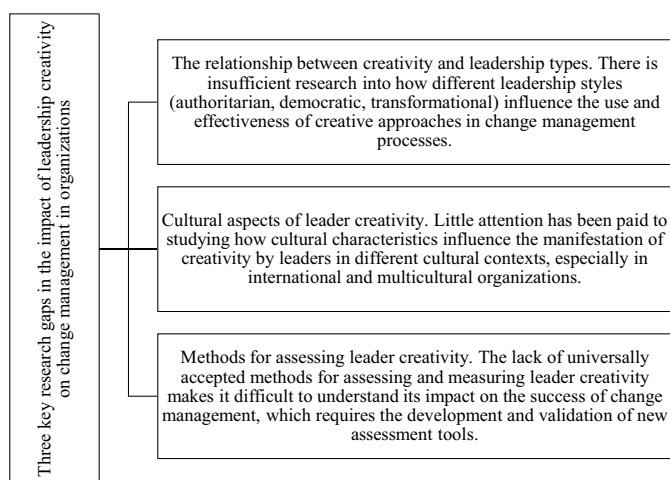 Three key research gaps in the impact of leadership creativity
on change management in organizations
The relationship between creativity and leadership types. There is
insufficient research into how different leadership styles
(authoritarian, democratic, transformational) influence the use and
effectiveness of creative approaches in change management
processes.
Cultural aspects of leader creativity. Little attention has been paid to
studying how cultural characteristics influence the manifestation of
creativity by leaders in different cultural contexts, especially in
international and multicultural organizations.
Methods for assessing leader creativity. The lack of universally
accepted methods for assessing and measuring leader creativity
makes it difficult to understand its impact on the success of change
management, which requires the development and validation of new
assessment tools.